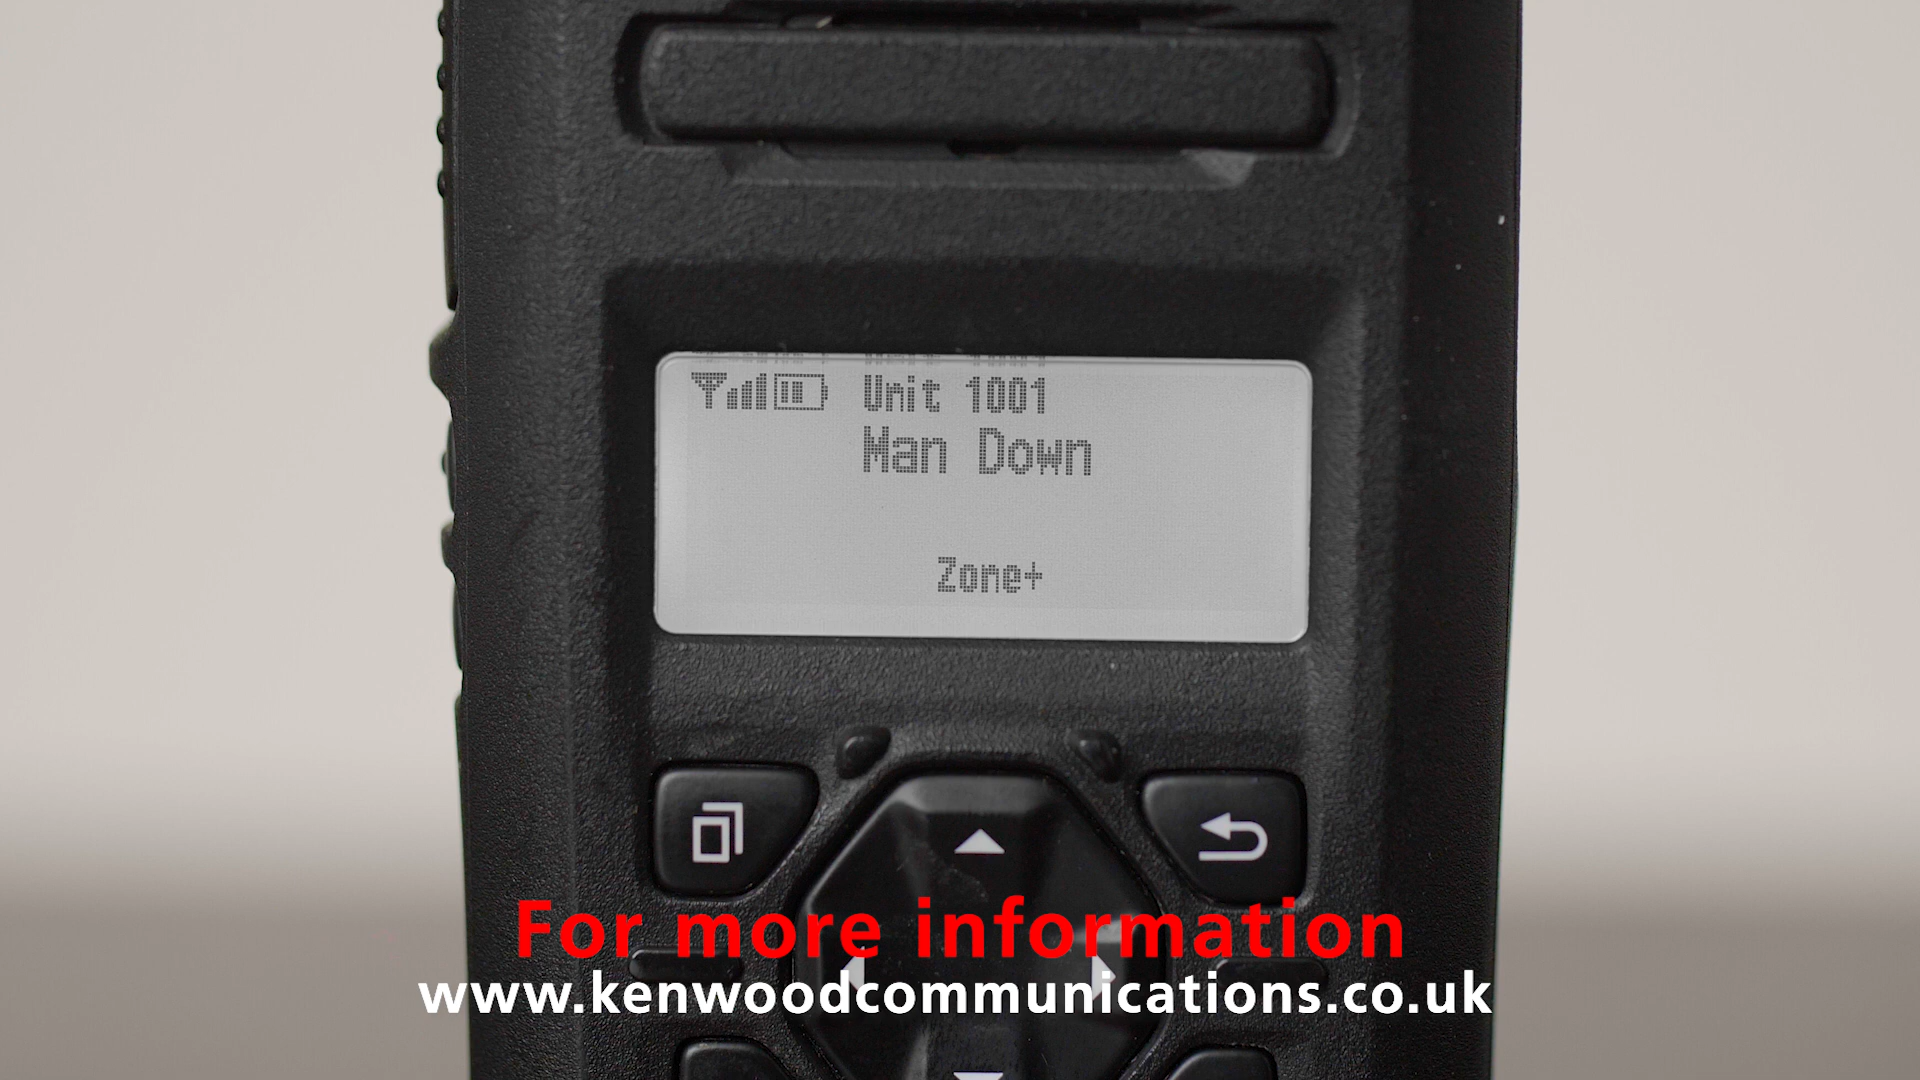 Unit 1001
Man Down
Zone+
For more information
www.kenwoodcommunications.co.uk